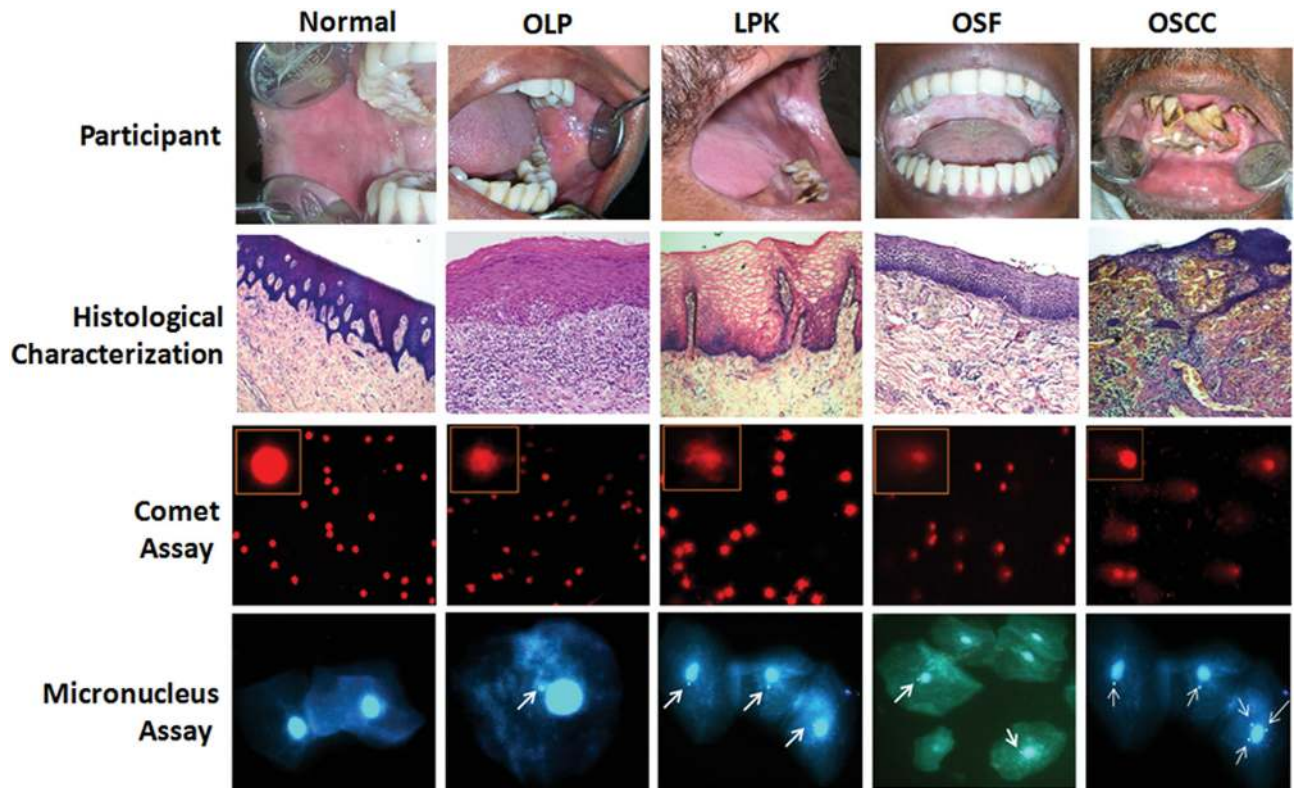 Normal OLP LPK OSF OSCC
Participant
Histological
Characterization
Comet
Assay
Micronucleus
Assay